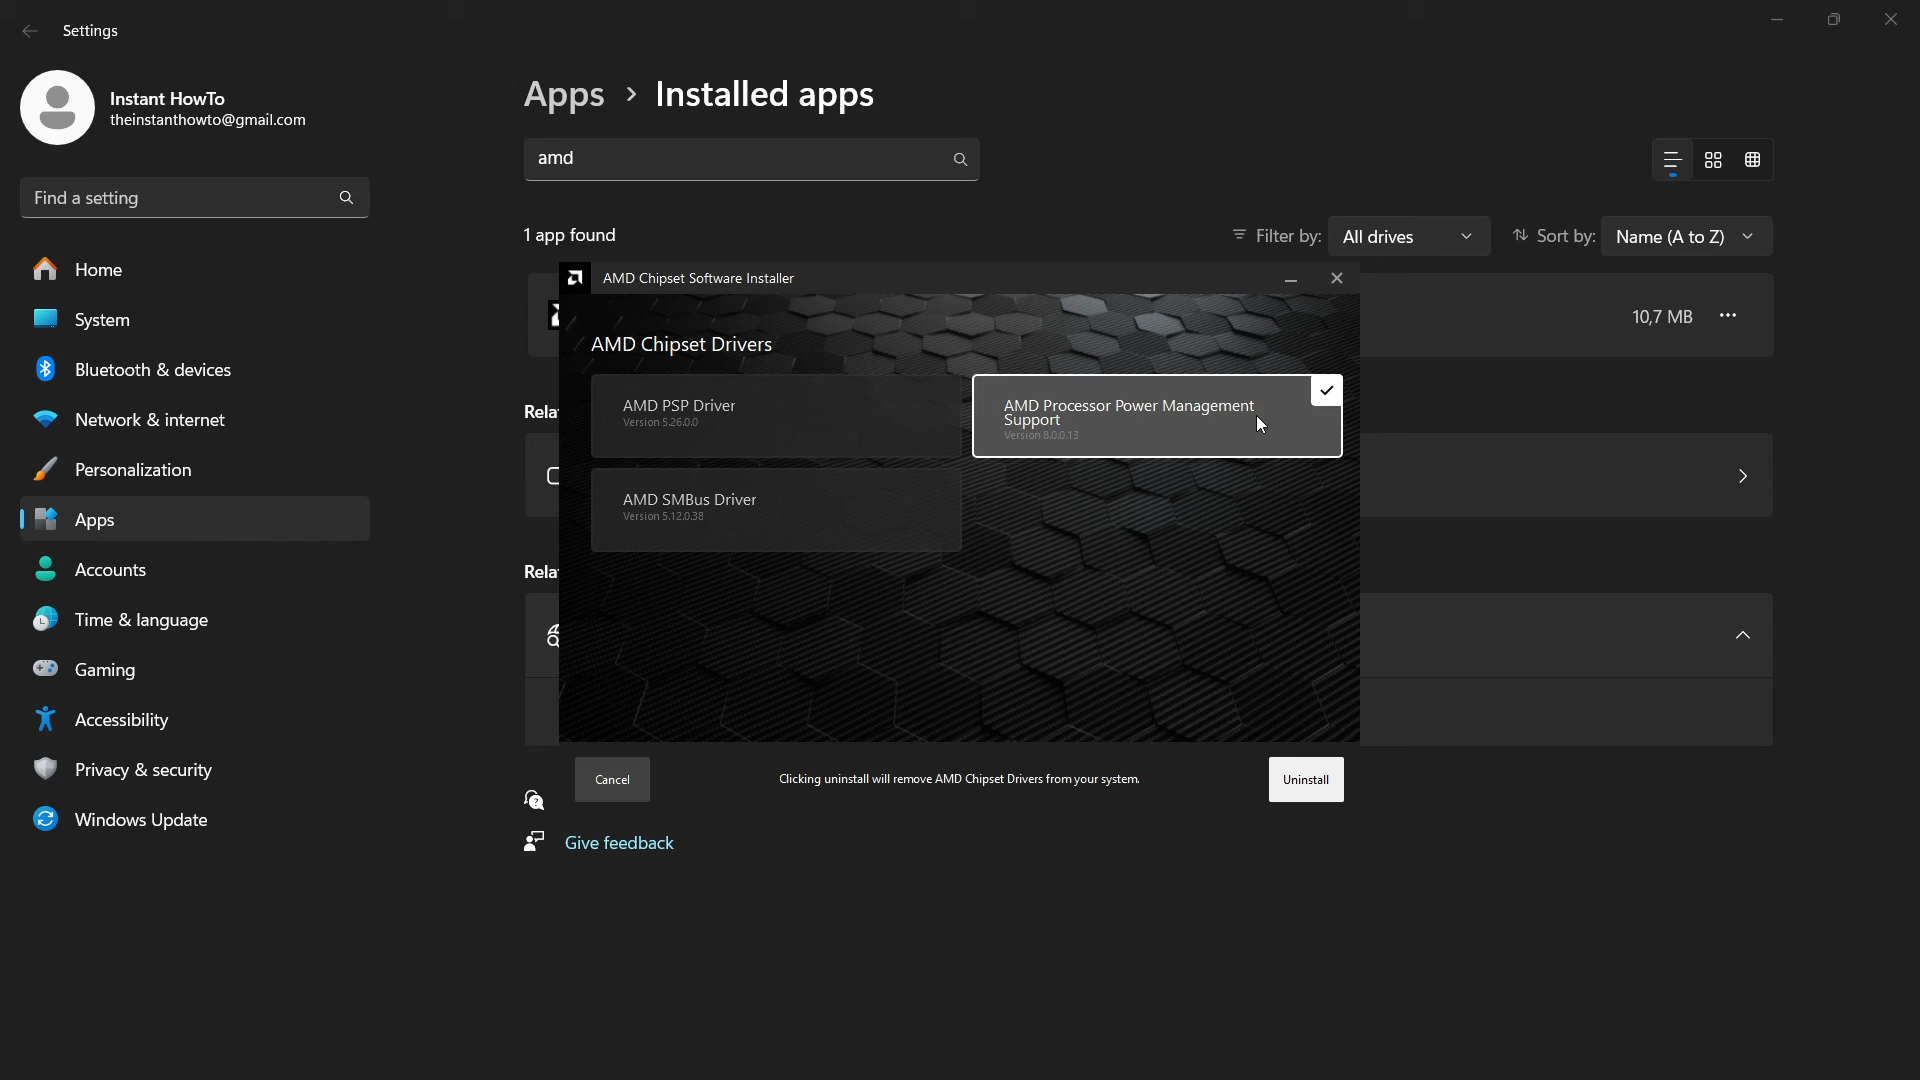 Settings
Instant HowTo
theinstanthowto@gmail.com
Find a setting
Home
System
Bluetooth & devices
Network & internet
Personalization
Apps
Accounts
Time & language
Gaming
Accessibility
Privacy & security
Windows Update
Apps > Installed apps
amd
1 app found
Filter by: All drives
Sort by: Name (A to Z)
10,7 MB
Rela
Rela
AMD Chipset Software Installer
AMD Chipset Drivers
AMD PSP Driver
Version 5.26.0.0
AMD Processor Power Management
Support
Version 8.0.0.13
AMD SMBus Driver
Version 5.12.0.38
Cancel
Clicking uninstall will remove AMD Chipset Drivers from your system.
Uninstall
Give feedback